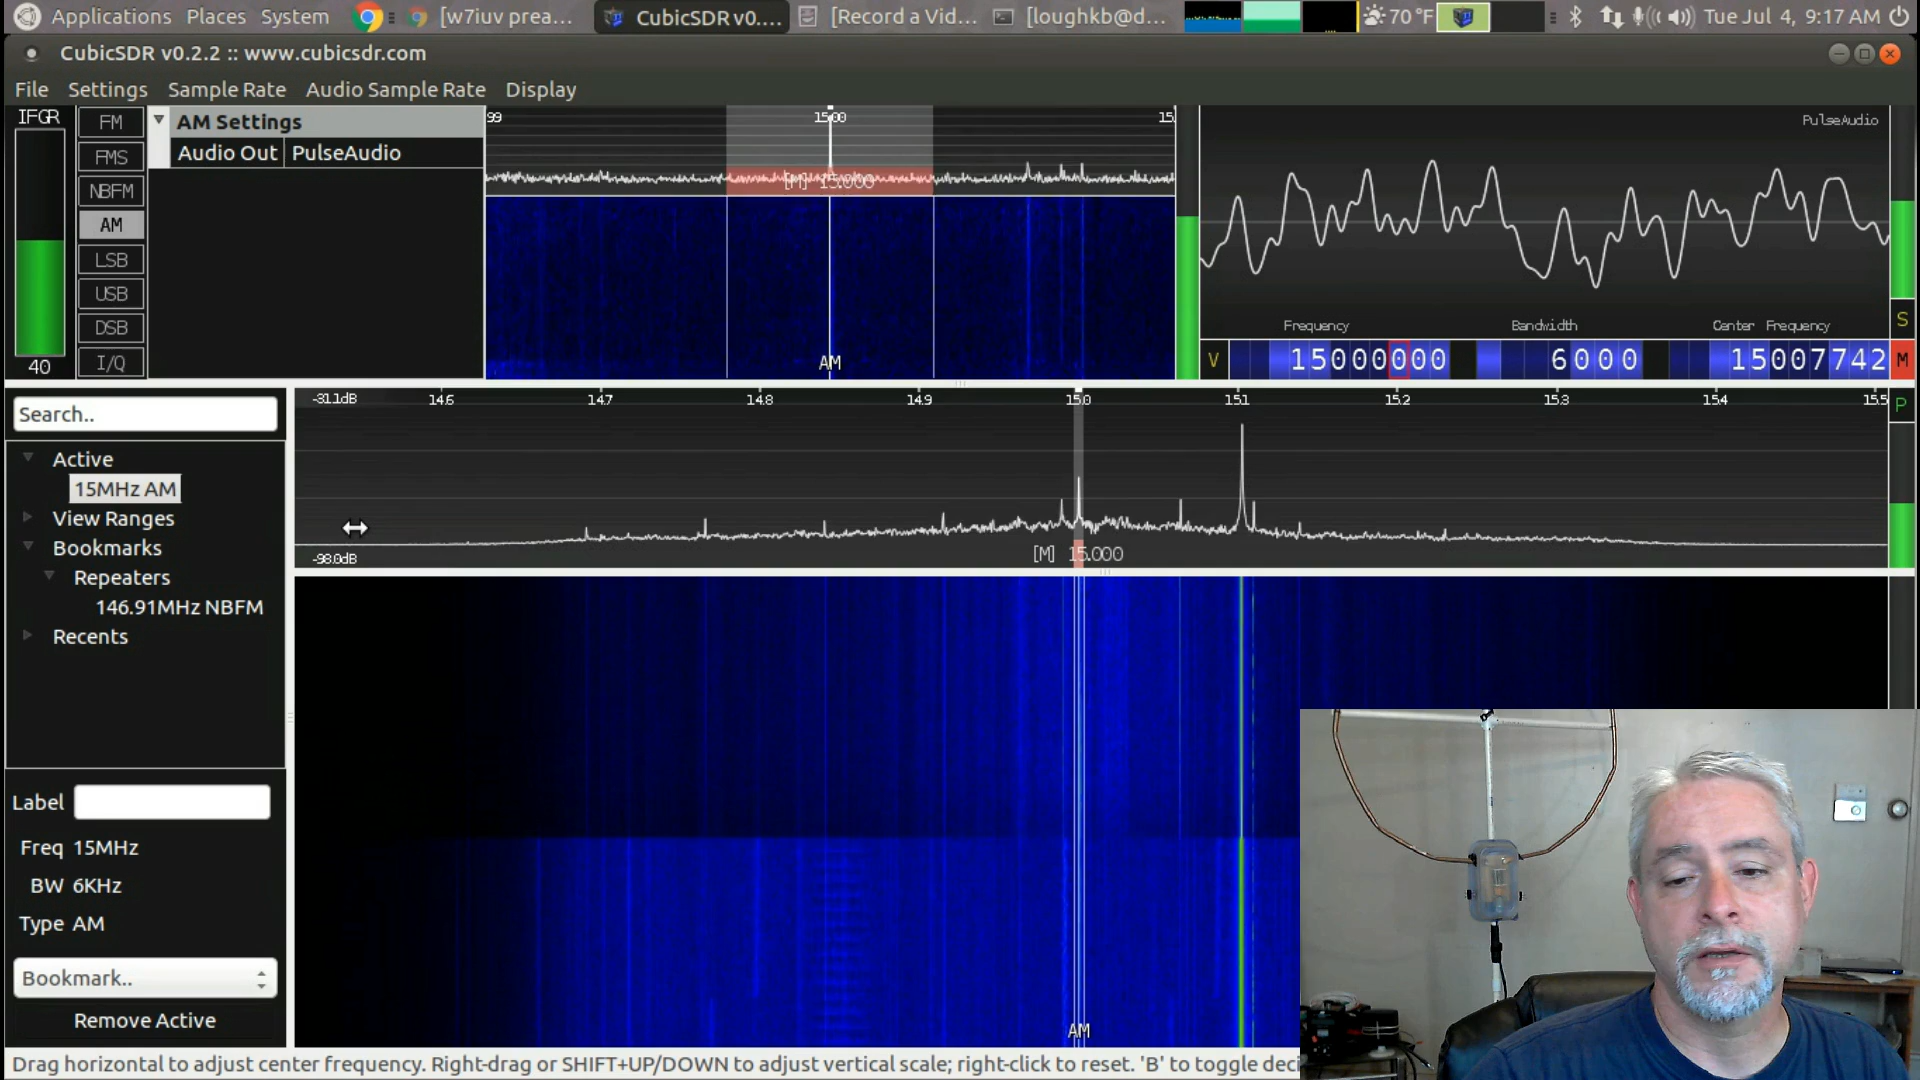 Applications Places System [w7iuv prea... CubicSDR v0.... [Record a Vid... [loughkb@d... 70 °F Tue Jul 4, 9:17 AM
CubicSDR v0.2.2 :: www.cubicsdr.com
File Settings Sample Rate Audio Sample Rate Display
IFGR
40
FM
FMS
NBFM
AM
LSB
USB
DSB
I/Q
AM Settings
Audio Out PulseAudio
99 1500 15.
[M] 15.000
AM
PulseAudio
Frequency Bandwidth Center Frequency
V 15000000 6000 15007742 M
S
P
Search..
Active
15MHz AM
View Ranges
Bookmarks
Repeaters
146.91MHz NBFM
Recents
-31.1dB 14.6 14.7 14.8 14.9 15.0 15.1 15.2 15.3 15.4 15.5
-98.0dB [M] 15.000
AM
Label
Freq 15MHz
BW 6KHz
Type AM
Bookmark..
Remove Active
Drag horizontal to adjust center frequency. Right-drag or SHIFT+UP/DOWN to adjust vertical scale; right-click to reset. 'B' to toggle deci